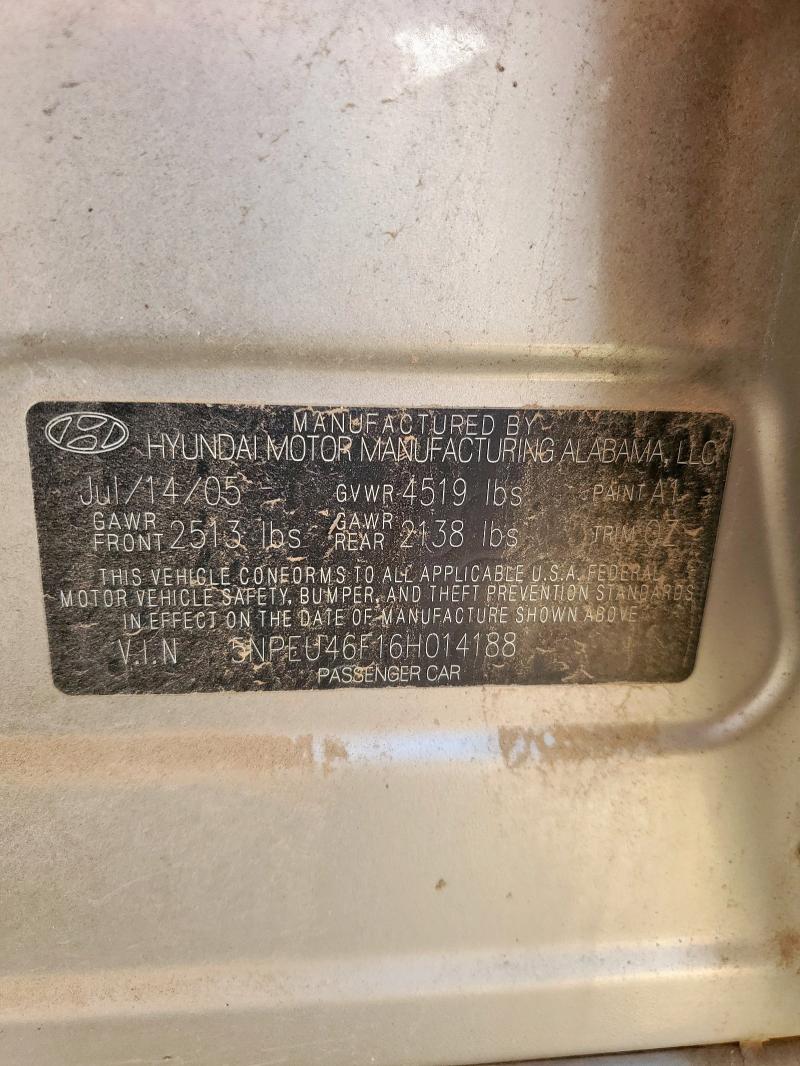 MANUFACTURED BY
HYUNDAI MOTOR MANUFACTURING ALABAMA, LLC
Jul/14/05 GVWR 4519 lbs PAINT A1
GAWR FRONT 2513 lbs GAWR REAR 2138 lbs TRIM QZ
THIS VEHICLE CONFORMS TO ALL APPLICABLE U.S.A. FEDERAL
MOTOR VEHICLE SAFETY, BUMPER, AND THEFT PREVENTION STANDARDS
IN EFFECT ON THE DATE OF MANUFACTURE SHOWN ABOVE
V.I.N 5NPEU46F16H014188
PASSENGER CAR